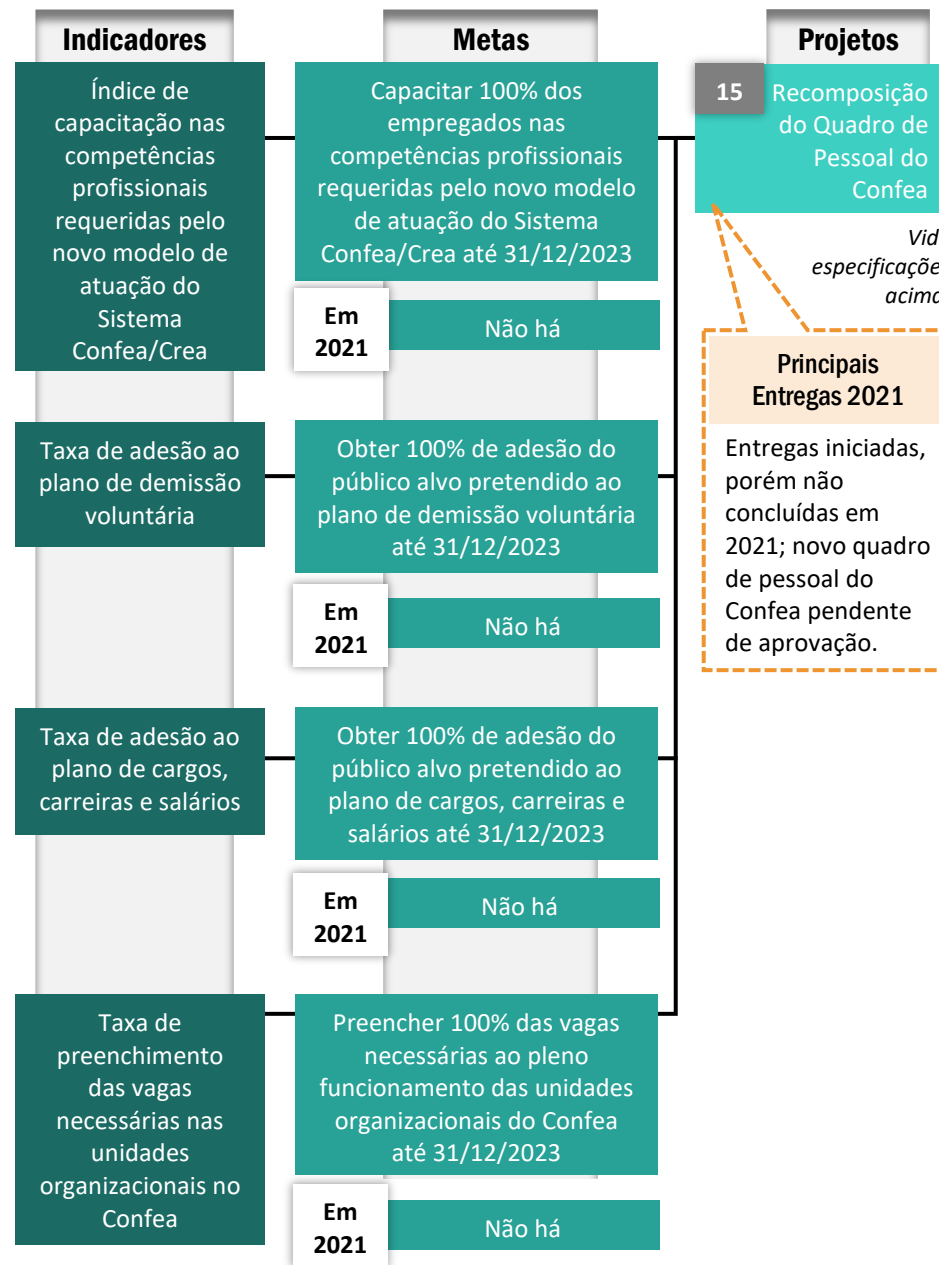 Indicadores
Metas
Projetos
Índice de
capacitação nas
competências
profissionais
requeridas pelo
novo modelo de
atuação do
Sistema
Confea/Crea
Capacitar 100% dos
empregados nas
competências profissionais
requeridas pelo novo modelo
de atuação do Sistema
Confea/Crea até 31/12/2023
Em
2021
Não há
15
Recomposição
do Quadro de
Pessoal do
Confea
Vid
especificaçõe
acima
Principais
Entregas 2021
Entregas iniciadas,
porém não
concluídas em
2021; novo quadro
de pessoal do
Confea pendente
de aprovação.
Taxa de adesão ao
plano de demissão
voluntária
Obter 100% de adesão do
público alvo pretendido ao
plano de demissão voluntária
até 31/12/2023
Em
2021
Não há
Taxa de adesão ao
plano de cargos,
carreiras e salários
Obter 100% de adesão do
público alvo pretendido ao
plano de cargos, carreiras e
salários até 31/12/2023
Em
2021
Não há
Taxa de
preenchimento
das vagas
necessárias nas
unidades
organizacionais no
Confea
Preencher 100% das vagas
necessárias ao pleno
funcionamento das unidades
organizacionais do Confea
até 31/12/2023
Em
2021
Não há